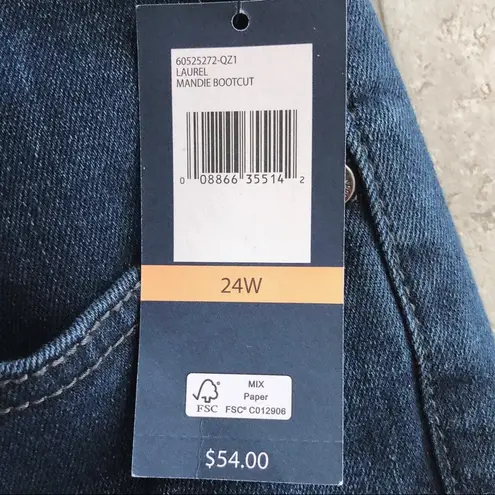 60525272-QZ1
LAUREL
MANDIE BOOTCUT
0 08866 35514 2
24W
MIX
Paper
FSC FSC® C012906
$54.00